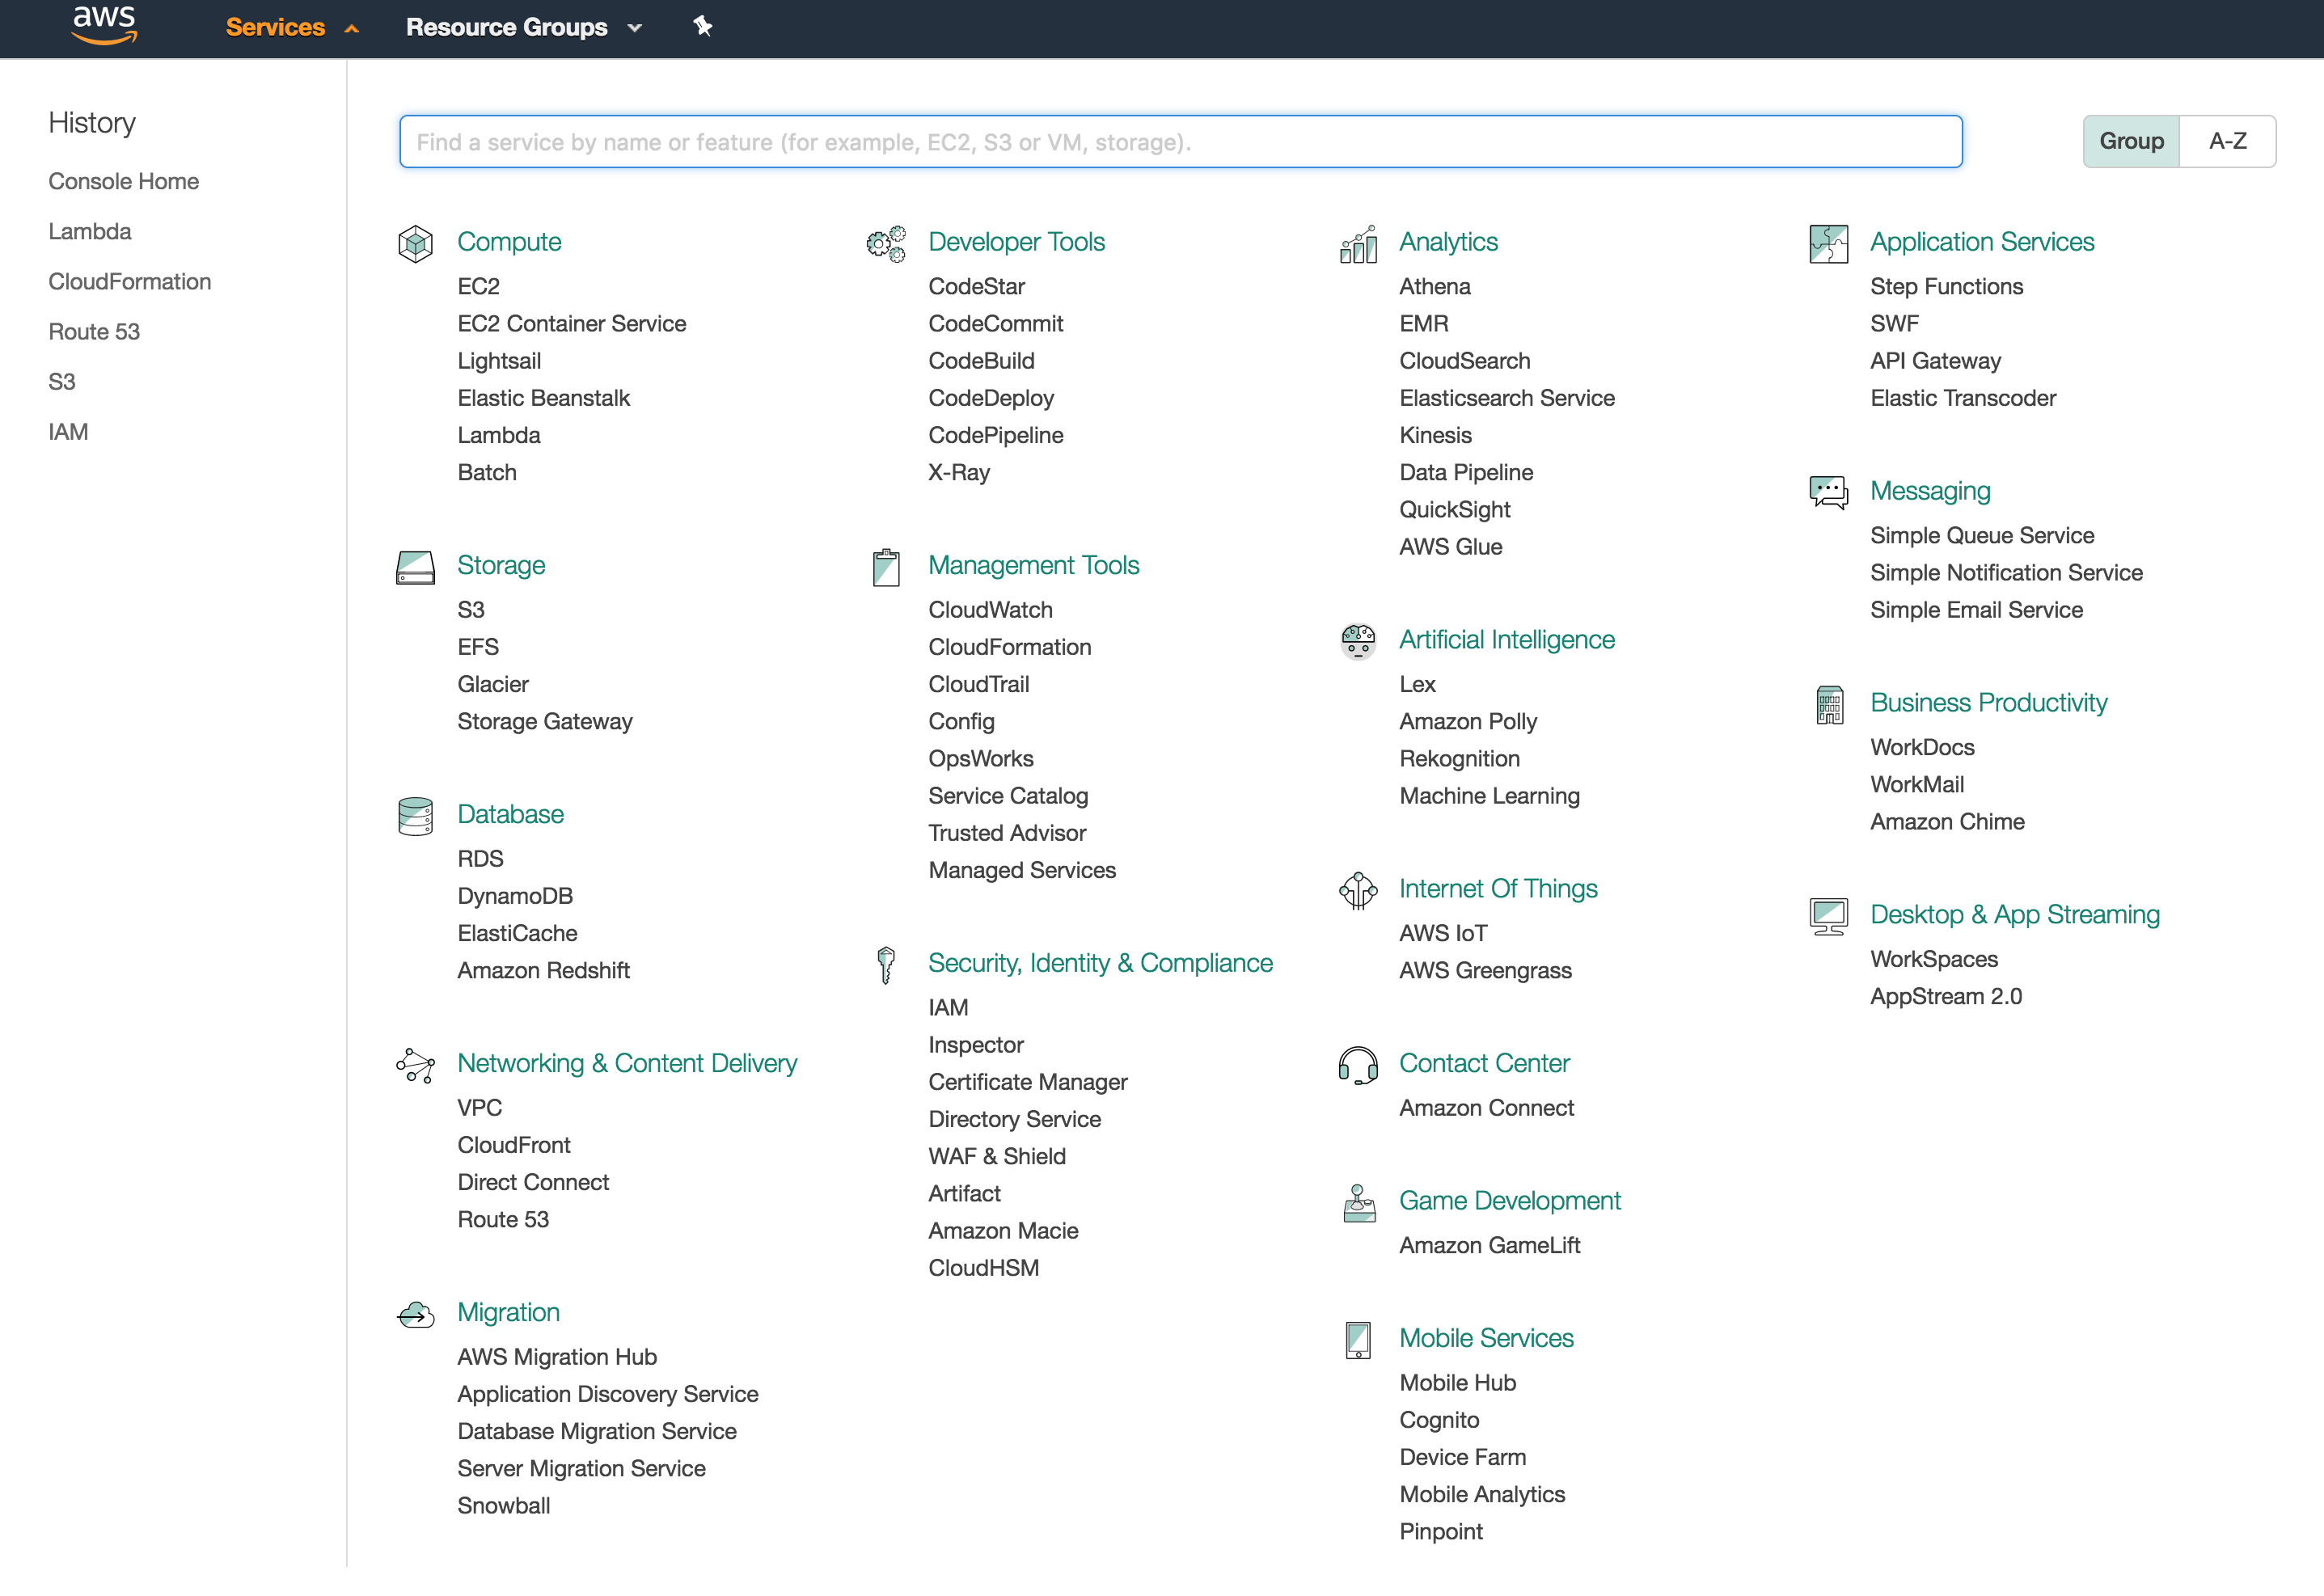 aws
Services
Resource Groups
History
Console Home
Lambda
CloudFormation
Route 53
S3
IAM
Find a service by name or feature (for example, EC2, S3 or VM, storage).
Group
A-Z
Compute
EC2
EC2 Container Service
Lightsail
Elastic Beanstalk
Lambda
Batch
Storage
S3
EFS
Glacier
Storage Gateway
Database
RDS
DynamoDB
ElastiCache
Amazon Redshift
Networking & Content Delivery
VPC
CloudFront
Direct Connect
Route 53
Migration
AWS Migration Hub
Application Discovery Service
Database Migration Service
Server Migration Service
Snowball
Developer Tools
CodeStar
CodeCommit
CodeBuild
CodeDeploy
CodePipeline
X-Ray
Management Tools
CloudWatch
CloudFormation
CloudTrail
Config
OpsWorks
Service Catalog
Trusted Advisor
Managed Services
Security, Identity & Compliance
IAM
Inspector
Certificate Manager
Directory Service
WAF & Shield
Artifact
Amazon Macie
CloudHSM
Analytics
Athena
EMR
CloudSearch
Elasticsearch Service
Kinesis
Data Pipeline
QuickSight
AWS Glue
Artificial Intelligence
Lex
Amazon Polly
Rekognition
Machine Learning
Internet Of Things
AWS IoT
AWS Greengrass
Contact Center
Amazon Connect
Game Development
Amazon GameLift
Mobile Services
Mobile Hub
Cognito
Device Farm
Mobile Analytics
Pinpoint
Application Services
Step Functions
SWF
API Gateway
Elastic Transcoder
Messaging
Simple Queue Service
Simple Notification Service
Simple Email Service
Business Productivity
WorkDocs
WorkMail
Amazon Chime
Desktop & App Streaming
WorkSpaces
AppStream 2.0